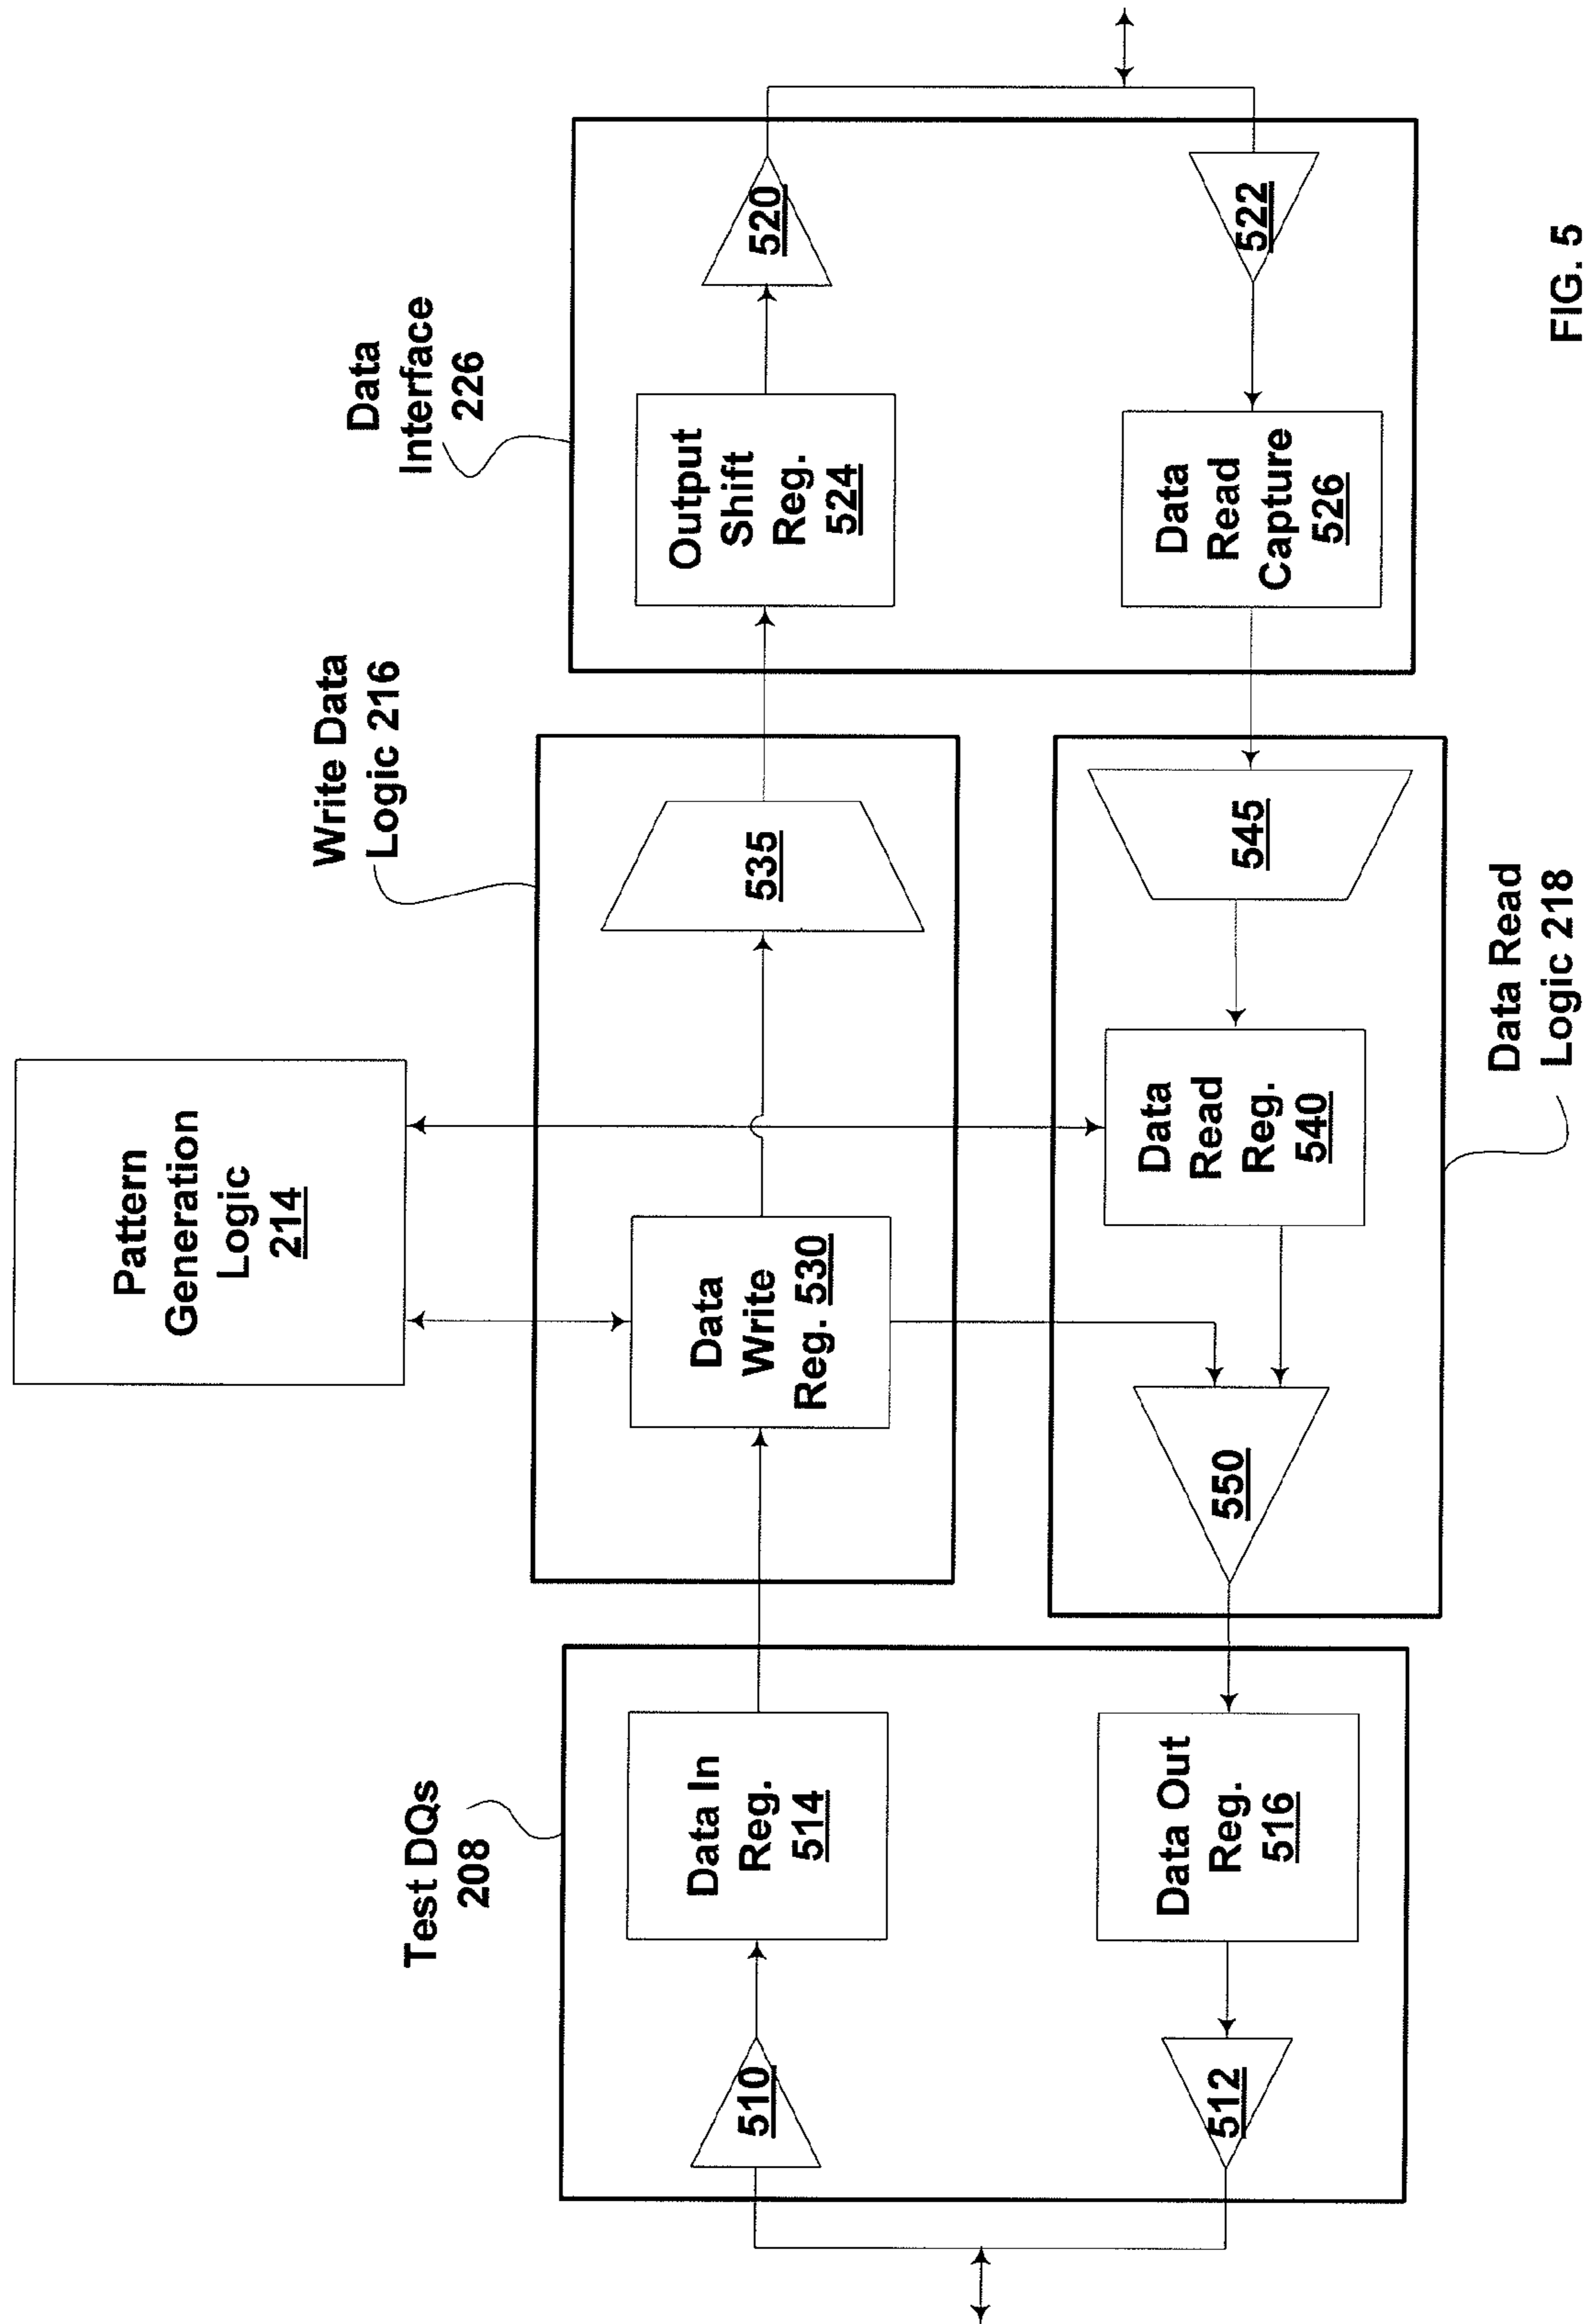 Pattern
Generation
Logic
214
Test DQs
208
Write Data
Logic 216
Data
Interface
226
510
Data In
Reg.
514
Data
Write
Reg. 530
535
Output
Shift
Reg.
524
520
512
Data Out
Reg.
516
550
Data
Read
Reg.
540
545
Data
Read
Capture
526
522
Data Read
Logic 218
FIG. 5